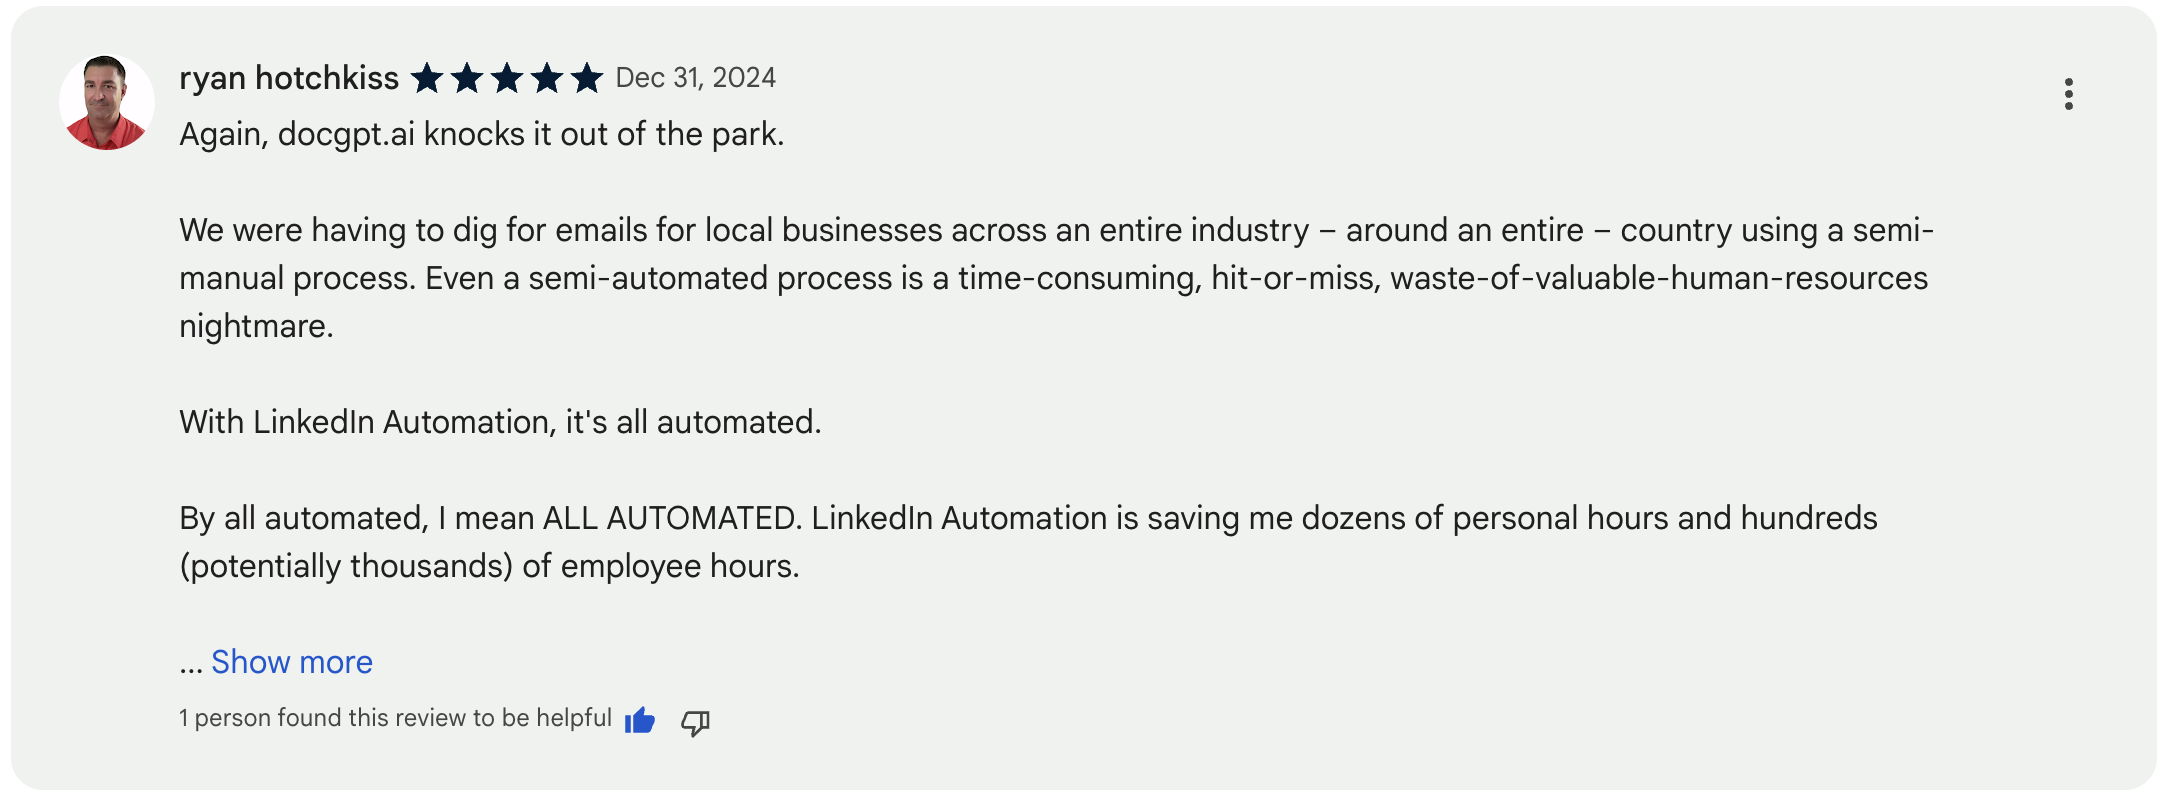 ryan hotchkiss Dec 31, 2024
Again, docgpt.ai knocks it out of the park.
We were having to dig for emails for local businesses across an entire industry – around an entire – country using a semi-
manual process. Even a semi-automated process is a time-consuming, hit-or-miss, waste-of-valuable-human-resources
nightmare.
With LinkedIn Automation, it's all automated.
By all automated, I mean ALL AUTOMATED. LinkedIn Automation is saving me dozens of personal hours and hundreds
(potentially thousands) of employee hours.
... Show more
1 person found this review to be helpful